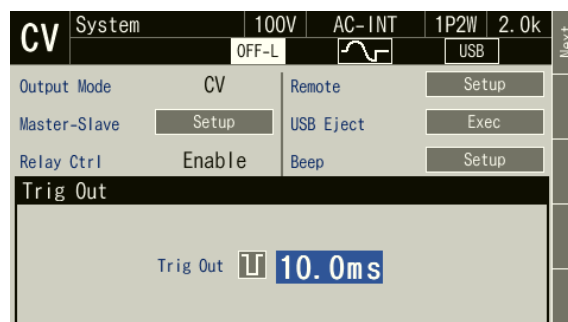 CV System 100V AC-INT 1P2W 2.0k
OFF-L USB
Next
Output Mode CV Remote Setup
Master-Slave Setup USB Eject Exec
Relay Ctrl Enable Beep Setup
Trig Out
Trig Out 10.0ms